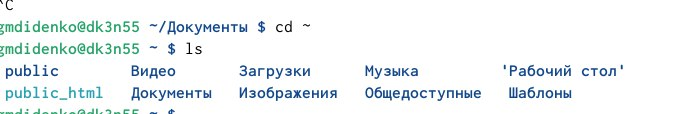 ^C
gmdidenko@dk3n55 ~/Документы $ cd ~
gmdidenko@dk3n55 ~ $ ls
public Видео Загрузки Музыка 'Рабочий стол'
public_html Документы Изображения Общедоступные Шаблоны
gmdidenko@dk3n55 ~ $